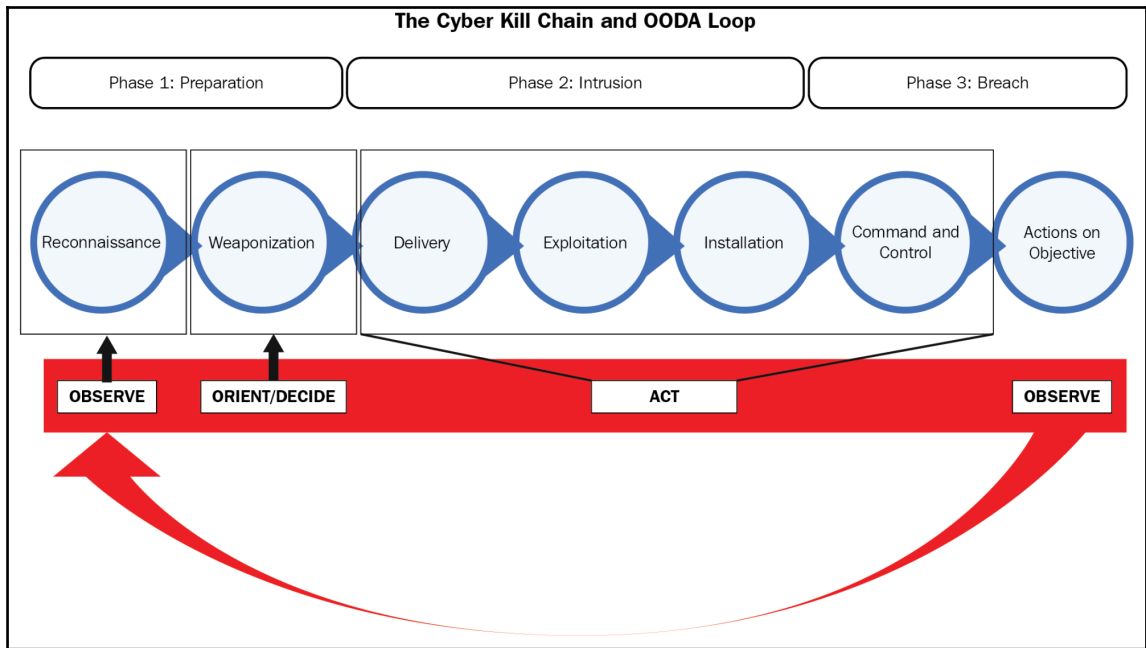 The Cyber Kill Chain and OODA Loop
Phase 1: Preparation
Phase 2: Intrusion
Phase 3: Breach
Reconnaissance
Weaponization
Delivery
Exploitation
Installation
Command and
Control
Actions on
Objective
OBSERVE
ORIENT/DECIDE
ACT
OBSERVE